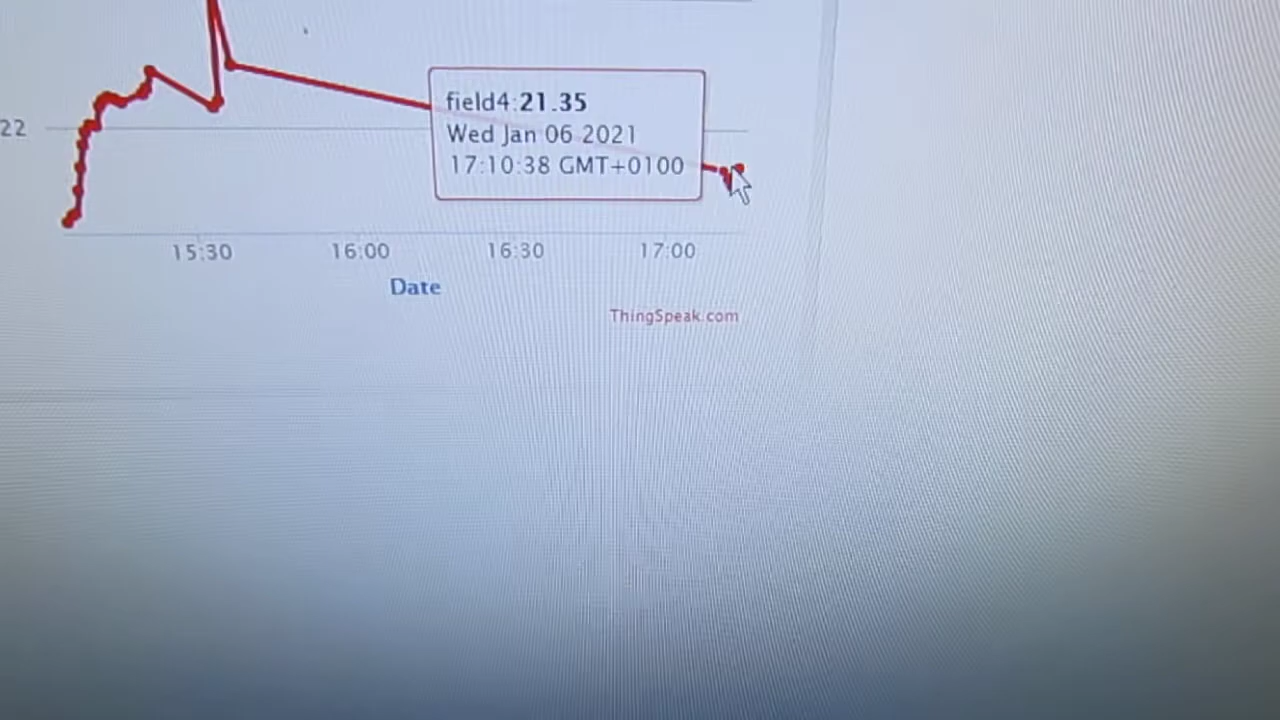 field4:21.35
Wed Jan 06 2021
17:10:38 GMT+0100
22
15:30 16:00 16:30 17:00
Date
ThingSpeak.com